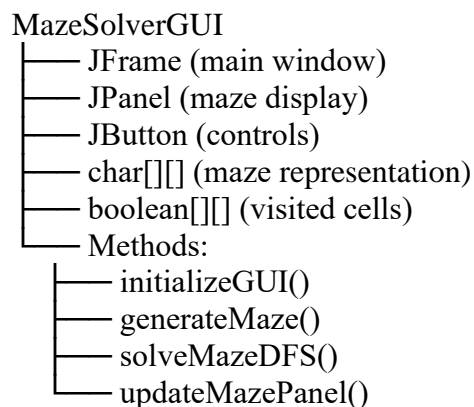 MazeSolverGUI
├── JFrame (main window)
├── JPanel (maze display)
├── JButton (controls)
├── char[][] (maze representation)
├── boolean[][] (visited cells)
└── Methods:
├── initializeGUI()
├── generateMaze()
├── solveMazeDFS()
└── updateMazePanel()